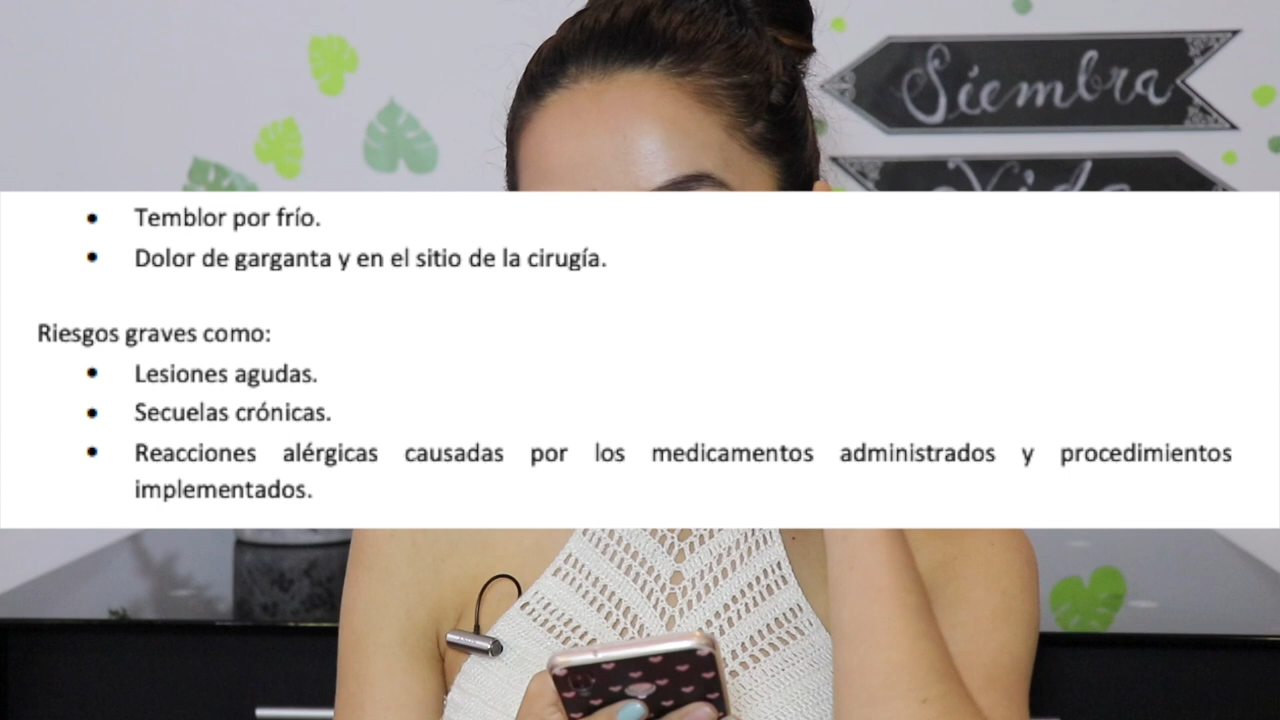 Siembra
Vida
Temblor por frío.
Dolor de garganta y en el sitio de la cirugía.
Riesgos graves como:
Lesiones agudas.
Secuelas crónicas.
Reacciones alérgicas causadas por los medicamentos administrados y procedimientos
implementados.